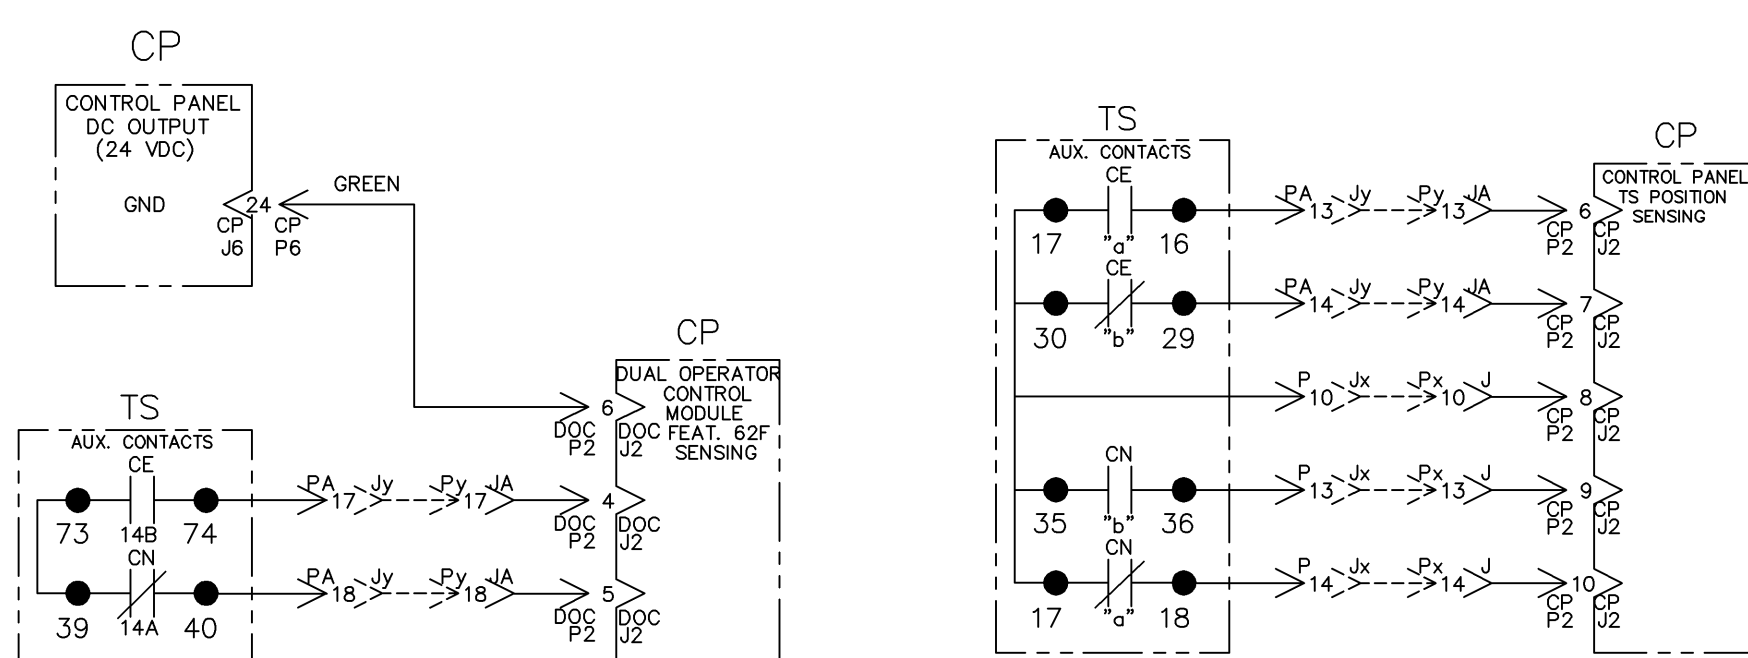 CP
CONTROL PANEL
DC OUTPUT
(24 VDC)
GND
24
GREEN
CP
J6
CP
P6
CP
DUAL OPERATOR
CONTROL
MODULE
FEAT. 62F
SENSING
6
DOC
P2
DOC
J2
TS
AUX. CONTACTS
CE
73
14B
74
PA
17
Jy
Py
17
JA
4
DOC
P2
DOC
J2
CN
39
14A
40
PA
18
Jy
Py
18
JA
5
DOC
P2
DOC
J2
TS
AUX. CONTACTS
CP
CONTROL PANEL
TS POSITION
SENSING
CE
17
"a"
16
PA
13
Jy
Py
13
JA
6
CP
P2
CP
J2
CE
30
"b"
29
PA
14
Jy
Py
14
JA
7
CP
P2
CP
J2
P
10
Jx
Px
10
J
8
CP
P2
CP
J2
CN
35
"b"
36
P
13
Jx
Px
13
J
9
CP
P2
CP
J2
CN
17
"a"
18
P
14
Jx
Px
14
J
10
CP
P2
CP
J2